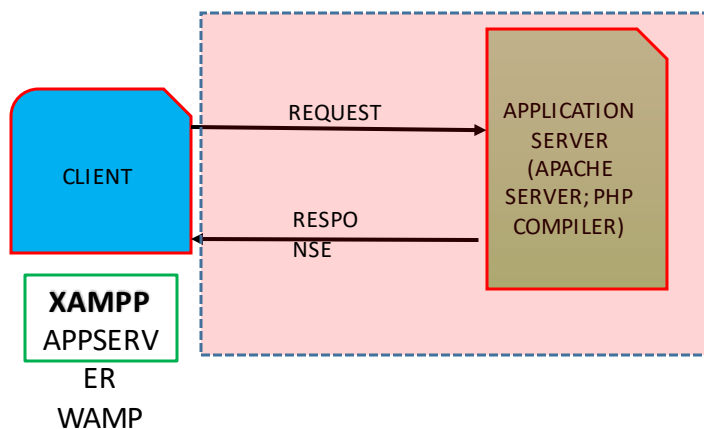 REQUEST
APPLICATION
SERVER
(APACHE
SERVER; PHP
COMPILER)
CLIENT
RESPO
NSE
XAMPP
APPSERV
ER
WAMP